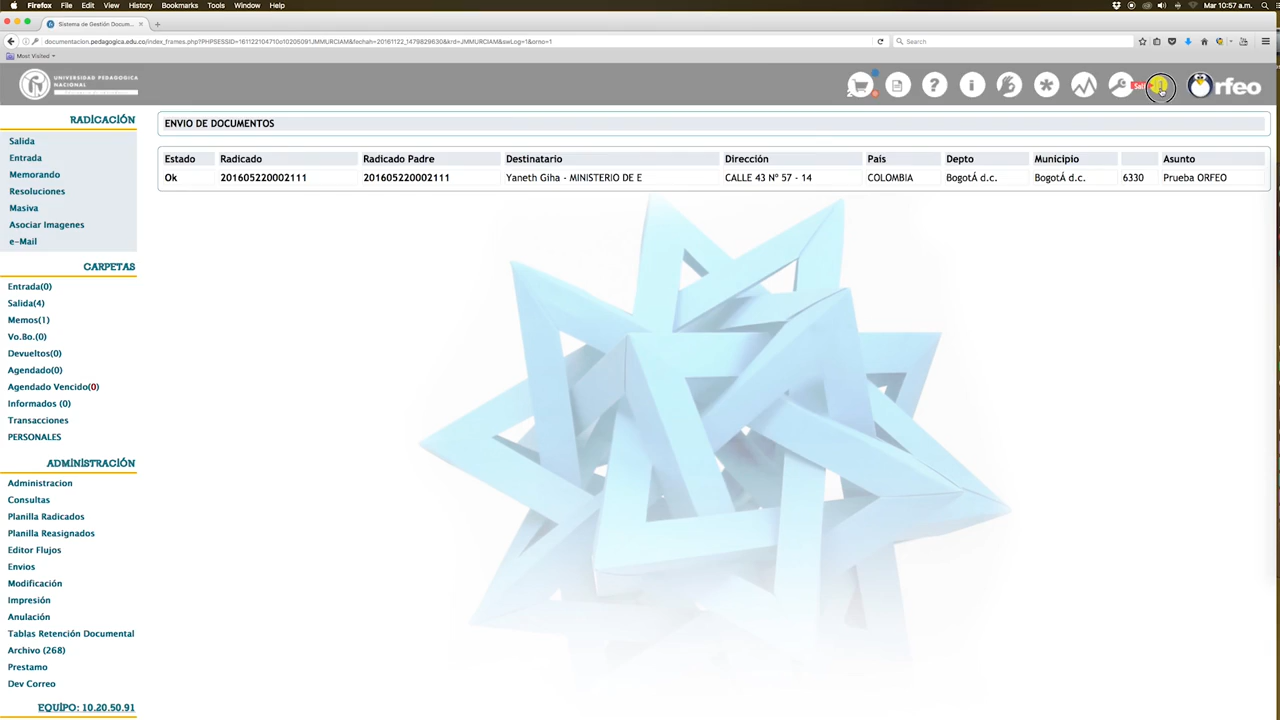 Firefox File Edit View History Bookmarks Tools Window Help Mar 10:57 a.m.
Sistema de Gestión Docum...
documentacion.pedagogica.edu.co/index_frames.php?PHPSESSID=161122104710o10205091JMMURCIAM&fechah=20161122_1479829630&krd=JMMURCIAM&swLog=1&orno=1
Search
Most Visited
UNIVERSIDAD PEDAGOGICA
NACIONAL
Orfeo
RADICACIÓN
Salida
Entrada
Memorando
Resoluciones
Masiva
Asociar Imagenes
e-Mail
CARPETAS
Entrada(0)
Salida(4)
Memos(1)
Vo.Bo.(0)
Devueltos(0)
Agendado(0)
Agendado Vencido(0)
Informados (0)
Transacciones
PERSONALES
ADMINISTRACIÓN
Administracion
Consultas
Planilla Radicados
Planilla Reasignados
Editor Flujos
Envios
Modificación
Impresión
Anulación
Tablas Retención Documental
Archivo (268)
Prestamo
Dev Correo
EQUIPO: 10.20.50.91
ENVIO DE DOCUMENTOS
Estado Radicado Radicado Padre Destinatario Dirección País Depto Municipio Asunto
Ok 201605220002111 201605220002111 Yaneth Giha - MINISTERIO DE E CALLE 43 Nº 57 - 14 COLOMBIA BogotÁ d.c. BogotÁ d.c. 6330 Prueba ORFEO